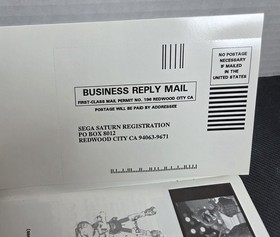 NO POSTAGE
NECESSARY
IF MAILED
IN THE
UNITED STATES
BUSINESS REPLY MAIL
FIRST-CLASS MAIL PERMIT NO. 186 REDWOOD CITY CA
POSTAGE WILL BE PAID BY ADDRESSEE
SEGA SATURN REGISTRATION
PO BOX 8012
REDWOOD CITY CA 94063-9671